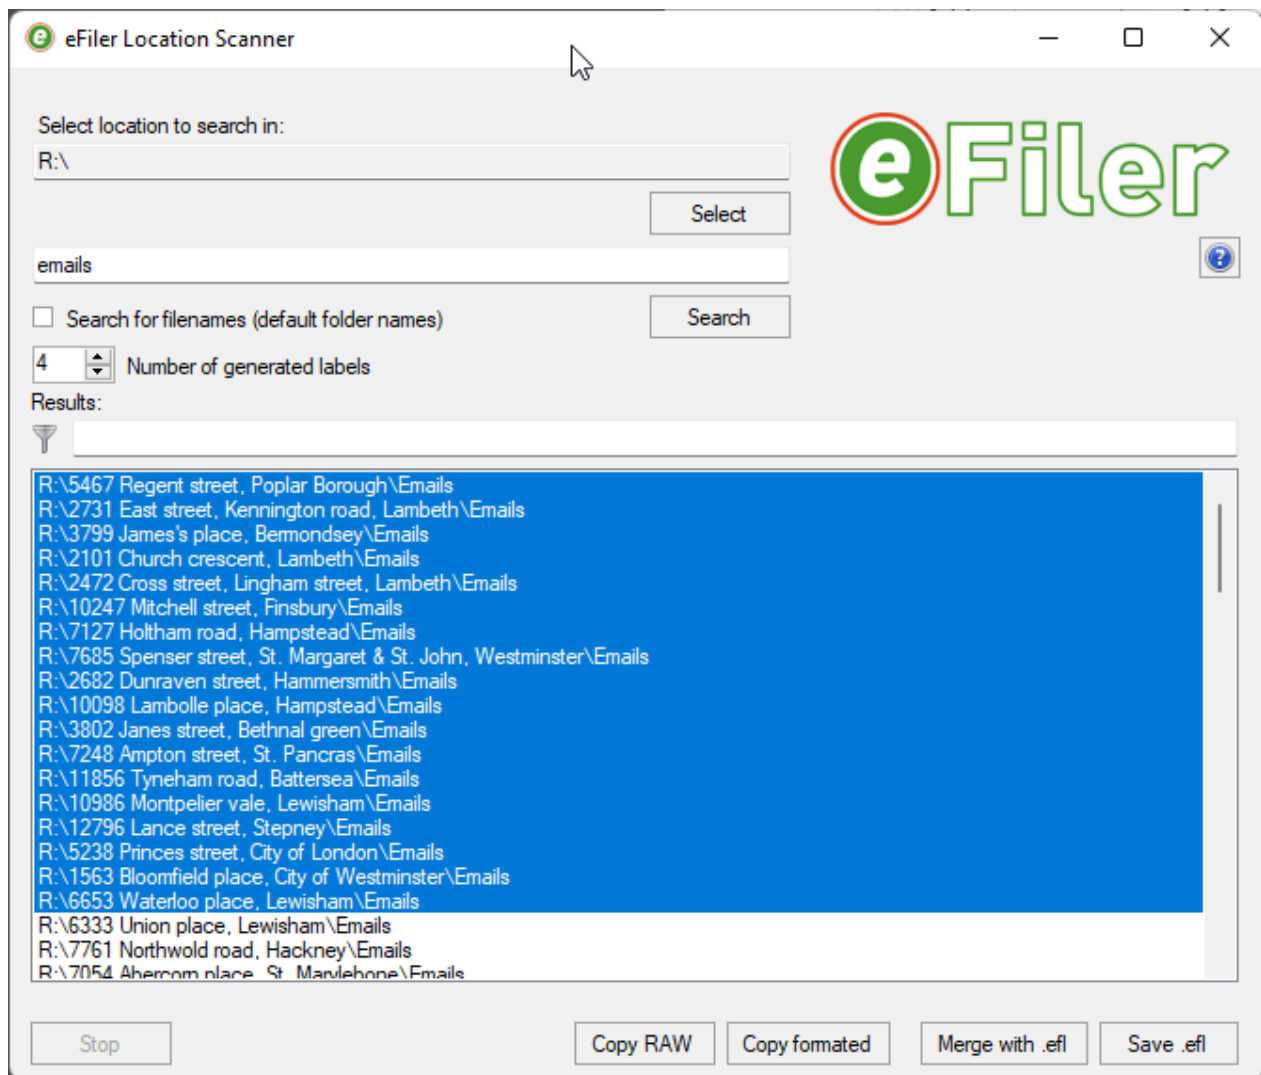 eFiler Location Scanner
Select location to search in:
R:\
eFiler
Select
emails
Search for filenames (default folder names)
Search
4 Number of generated labels
Results:
R:\5467 Regent street, Poplar Borough\Emails
R:\2731 East street, Kennington road, Lambeth\Emails
R:\3799 James's place, Bermondsey\Emails
R:\2101 Church crescent, Lambeth\Emails
R:\2472 Cross street, Lingham street, Lambeth\Emails
R:\10247 Mitchell street, Finsbury\Emails
R:\7127 Holtham road, Hampstead\Emails
R:\7685 Spenser street, St. Margaret & St. John, Westminster\Emails
R:\2682 Dunraven street, Hammersmith\Emails
R:\10098 Lambolle place, Hampstead\Emails
R:\3802 Janes street, Bethnal green\Emails
R:\7248 Ampton street, St. Pancras\Emails
R:\11856 Tyneham road, Battersea\Emails
R:\10986 Montpelier vale, Lewisham\Emails
R:\12796 Lance street, Stepney\Emails
R:\5238 Princes street, City of London\Emails
R:\1563 Bloomfield place, City of Westminster\Emails
R:\6653 Waterloo place, Lewisham\Emails
R:\6333 Union place, Lewisham\Emails
R:\7761 Northwold road, Hackney\Emails
R:\7054 Abercorn place, St. Marylebone\Emails
Stop
Copy RAW
Copy formated
Merge with .efl
Save .efl